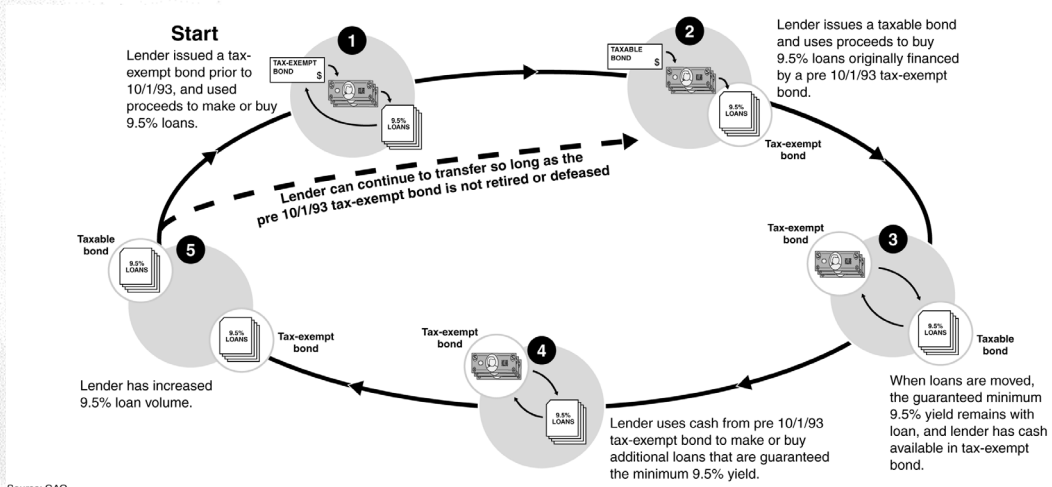 Start
Lender issued a tax-
exempt bond prior to
10/1/93, and used
proceeds to make or buy
9.5% loans.
1
TAX-EXEMPT
BOND
$
9.5%
LOANS
2
TAXABLE
BOND
$
9.5%
LOANS
Tax-exempt
bond
Lender issues a taxable bond
and uses proceeds to buy
9.5% loans originally financed
by a pre 10/1/93 tax-exempt
bond.
Lender can continue to transfer so long as the
pre 10/1/93 tax-exempt bond is not retired or defeased
Tax-exempt
bond
3
9.5%
LOANS
Taxable
bond
When loans are moved,
the guaranteed minimum
9.5% yield remains with
loan, and lender has cash
available in tax-exempt
bond.
Tax-exempt
bond
4
9.5%
LOANS
Lender uses cash from pre 10/1/93
tax-exempt bond to make or buy
additional loans that are guaranteed
the minimum 9.5% yield.
Taxable
bond
5
9.5%
LOANS
9.5%
LOANS
Tax-exempt
bond
Lender has increased
9.5% loan volume.
Source: GAO